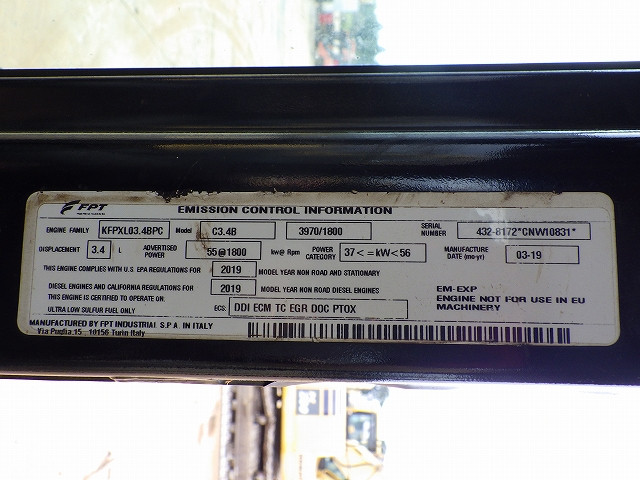 FPT
EMISSION CONTROL INFORMATION
ENGINE FAMILY KFPXL03.4BPC Model C3.4B 3970/1800 SERIAL NUMBER 432-8172*CNW10831*
DISPLACEMENT 3.4 L ADVERTISED POWER 55@1800 kw@ Rpm POWER CATEGORY 37<=kW<56 MANUFACTURE DATE (mo-yr) 03-19
THIS ENGINE COMPLIES WITH U.S. EPA REGULATIONS FOR 2019 MODEL YEAR NON ROAD AND STATIONARY
DIESEL ENGINES AND CALIFORNIA REGULATIONS FOR 2019 MODEL YEAR NON ROAD DIESEL ENGINES
THIS ENGINE IS CERTIFIED TO OPERATE ON
ULTRA LOW SULFUR FUEL ONLY ECS: DDI ECM TC EGR DOC PTOX
EM-EXP
ENGINE NOT FOR USE IN EU
MACHINERY
MANUFACTURED BY FPT INDUSTRIAL S.P.A. IN ITALY
Via Puglia 15 10156 Turin Italy